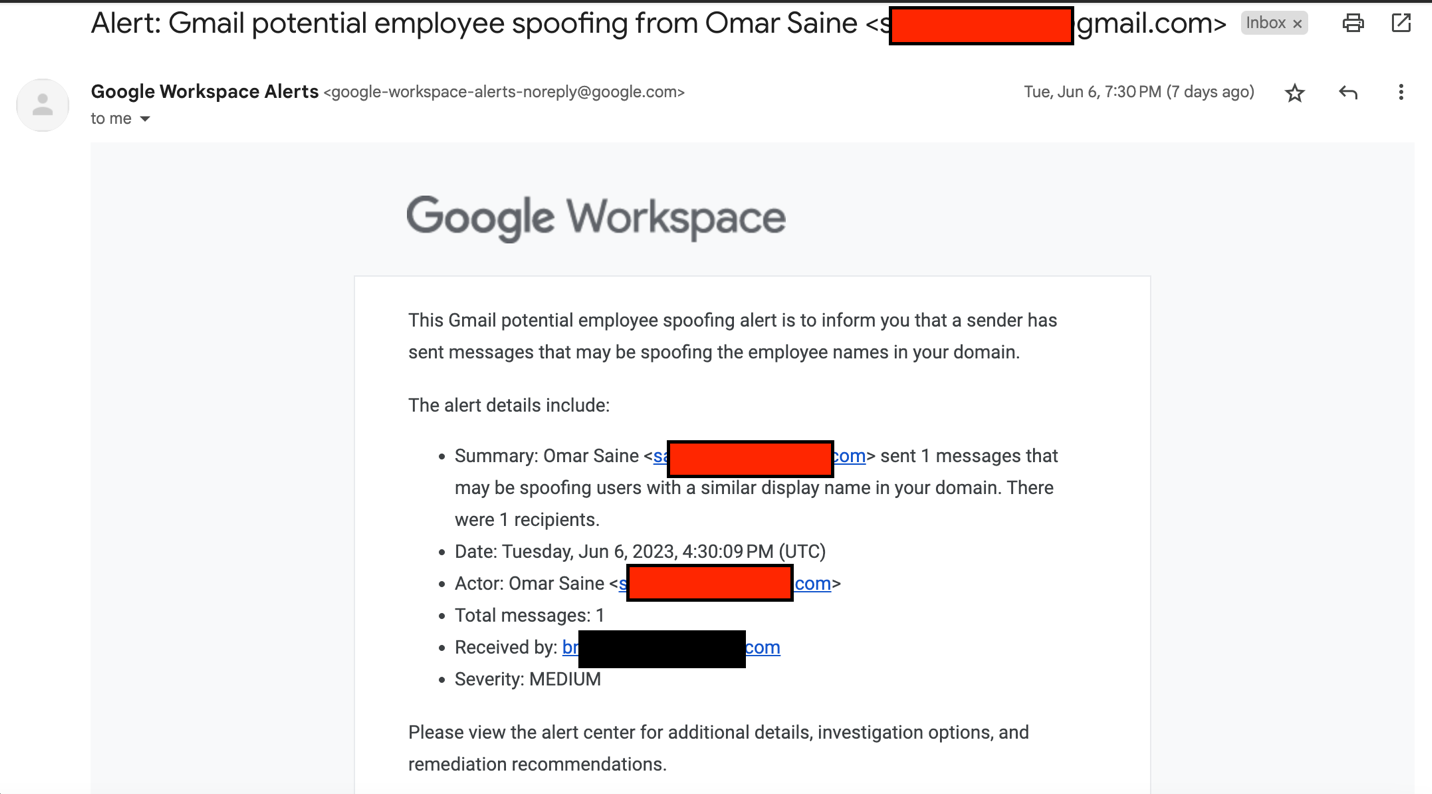 Alert: Gmail potential employee spoofing from Omar Saine <s gmail.com> Inbox ×
Google Workspace Alerts <google-workspace-alerts-noreply@google.com> Tue, Jun 6, 7:30 PM (7 days ago)
to me
Google Workspace
This Gmail potential employee spoofing alert is to inform you that a sender has
sent messages that may be spoofing the employee names in your domain.
The alert details include:
• Summary: Omar Saine <sa com> sent 1 messages that
may be spoofing users with a similar display name in your domain. There
were 1 recipients.
• Date: Tuesday, Jun 6, 2023, 4:30:09 PM (UTC)
• Actor: Omar Saine <s com>
• Total messages: 1
• Received by: br com
• Severity: MEDIUM
Please view the alert center for additional details, investigation options, and
remediation recommendations.